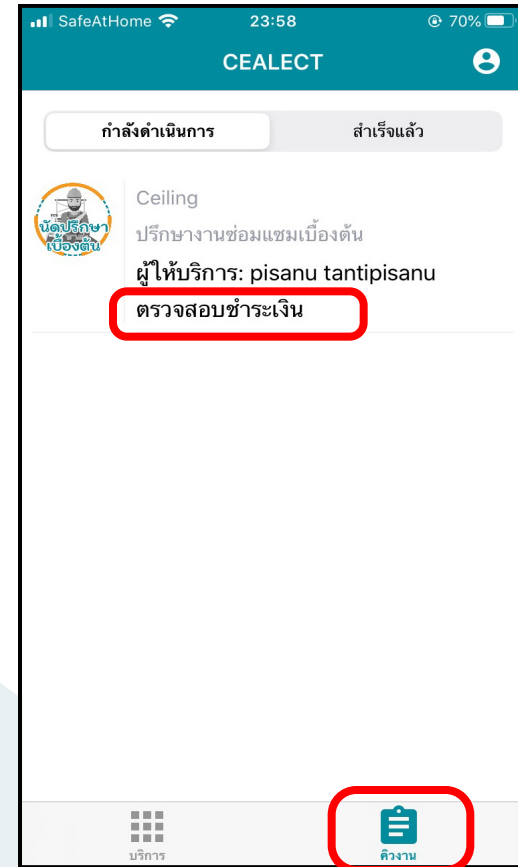 SafeAtHome 23:58 70%
CEALECT
กำลังดำเนินการ สำเร็จแล้ว
นัดปรึกษา
เบื้องต้น
Ceiling
ปรึกษางานซ่อมแซมเบื้องต้น
ผู้ให้บริการ: pisanu tantipisanu
ตรวจสอบชำระเงิน
บริการ คิวงาน